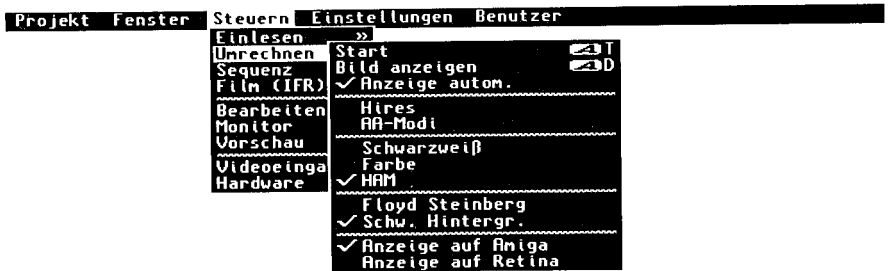 Projekt Fenster Steuern Einstellungen Benutzer
Einlesen »
Umrechnen
Sequenz
Film (IFR)
Bearbeiten
Monitor
Vorschau
Videoeinga
Hardware
Start A T
Bild anzeigen A D
✓ Anzeige autom.
Hires
AA-Modi
Schwarzweiß
Farbe
✓ HAM
Floyd Steinberg
✓ Schw. Hintergr.
✓ Anzeige auf Amiga
Anzeige auf Retina